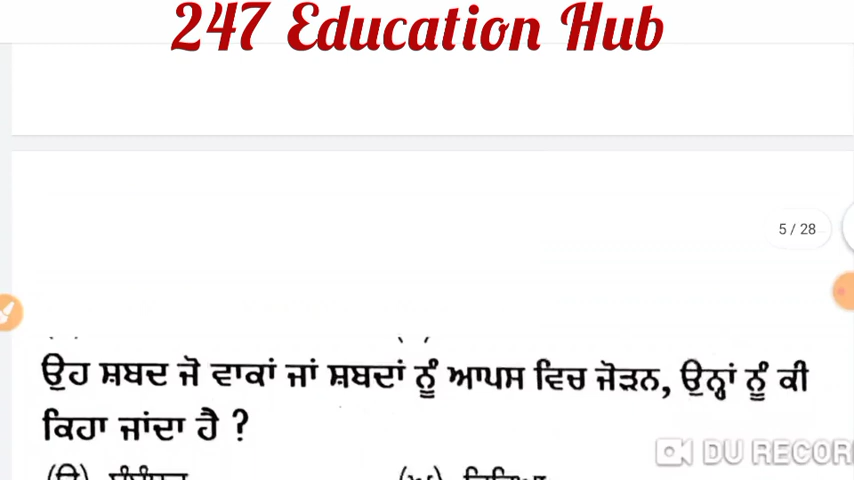 247 Education Hub
5 / 28
ਉਹ ਸ਼ਬਦ ਜੋ ਵਾਕਾਂ ਜਾਂ ਸ਼ਬਦਾਂ ਨੂੰ ਆਪਸ ਵਿਚ ਜੋੜਨ, ਉਨ੍ਹਾਂ ਨੂੰ ਕੀ
ਕਿਹਾ ਜਾਂਦਾ ਹੈ ?
DU RECOR